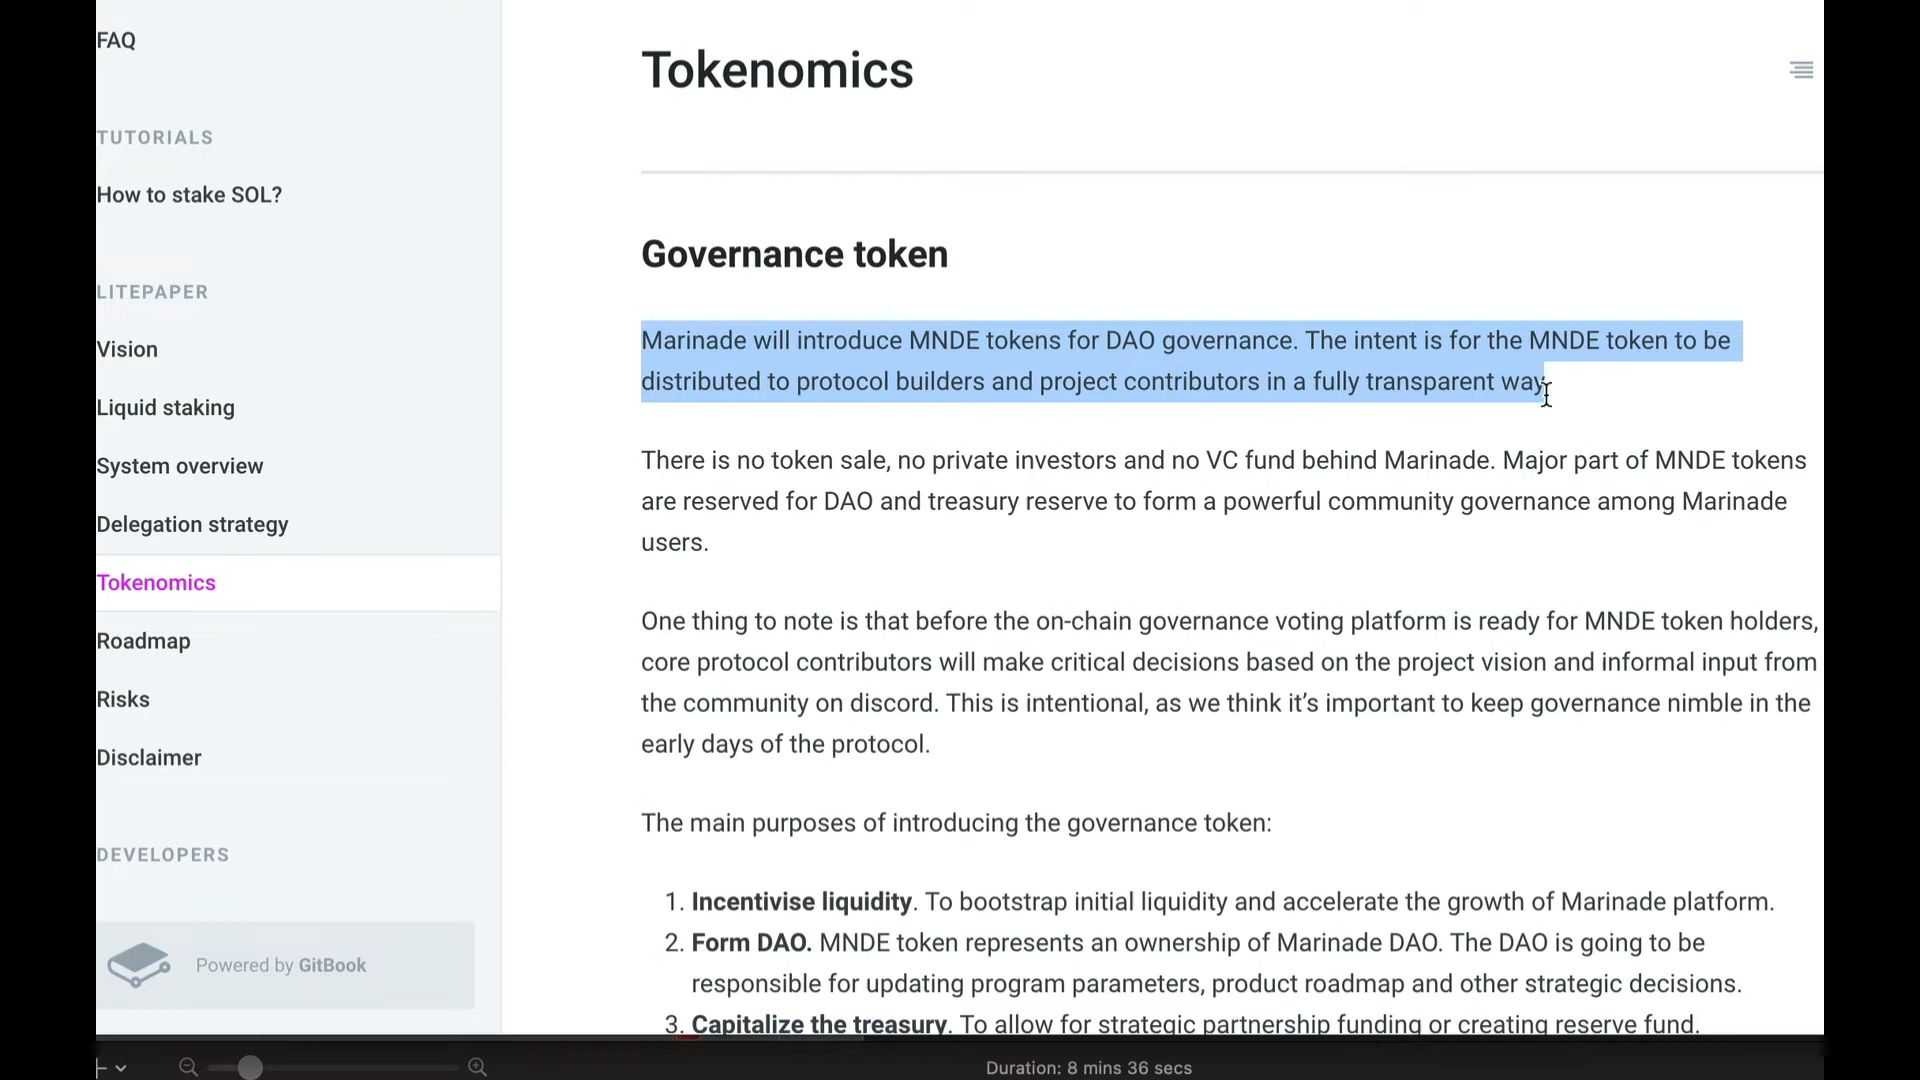 FAQ
TUTORIALS
How to stake SOL?
LITEPAPER
Vision
Liquid staking
System overview
Delegation strategy
Tokenomics
Roadmap
Risks
Disclaimer
DEVELOPERS
Powered by GitBook
Tokenomics
Governance token
Marinade will introduce MNDE tokens for DAO governance. The intent is for the MNDE token to be
distributed to protocol builders and project contributors in a fully transparent way.
There is no token sale, no private investors and no VC fund behind Marinade. Major part of MNDE tokens
are reserved for DAO and treasury reserve to form a powerful community governance among Marinade
users.
One thing to note is that before the on-chain governance voting platform is ready for MNDE token holders,
core protocol contributors will make critical decisions based on the project vision and informal input from
the community on discord. This is intentional, as we think it’s important to keep governance nimble in the
early days of the protocol.
The main purposes of introducing the governance token:
1. Incentivise liquidity. To bootstrap initial liquidity and accelerate the growth of Marinade platform.
2. Form DAO. MNDE token represents an ownership of Marinade DAO. The DAO is going to be
responsible for updating program parameters, product roadmap and other strategic decisions.
3. Capitalize the treasury. To allow for strategic partnership funding or creating reserve fund.
Duration: 8 mins 36 secs